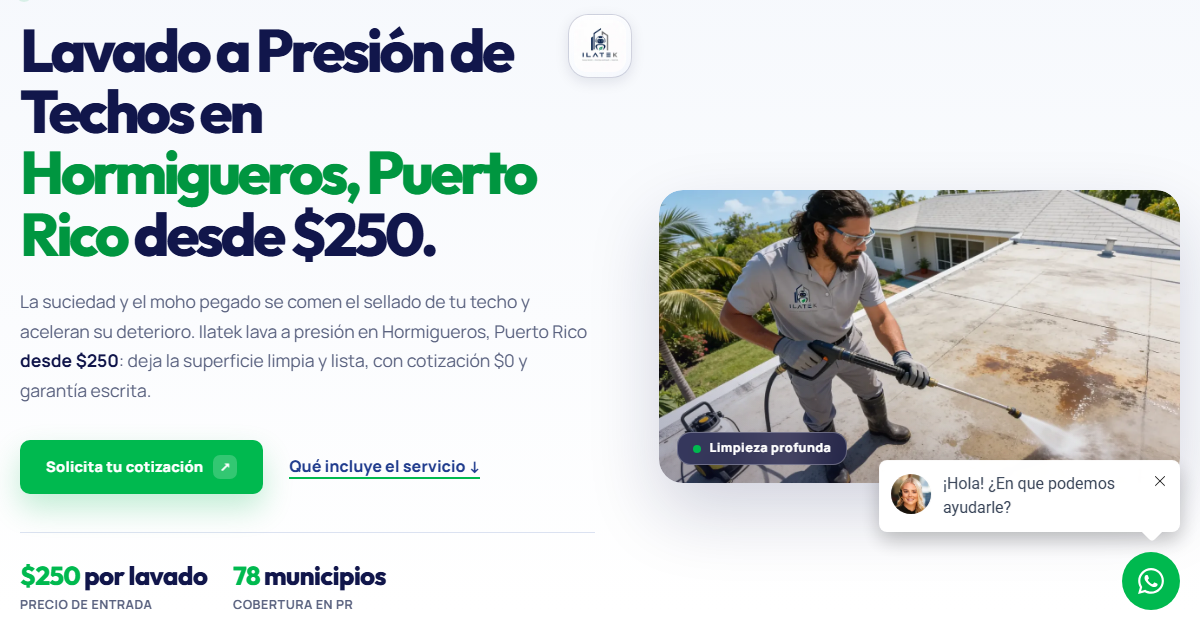 Lavado a Presión de
Techos en
Hormigueros, Puerto
Rico desde $250.
ILATEK
La suciedad y el moho pegado se comen el sellado de tu techo y
aceleran su deterioro. Ilatek lava a presión en Hormigueros, Puerto Rico
desde $250: deja la superficie limpia y lista, con cotización $0 y
garantía escrita.
Solicita tu cotización ↗
Qué incluye el servicio ↓
$250 por lavado
PRECIO DE ENTRADA
78 municipios
COBERTURA EN PR
ILATEK
Limpieza profunda
¡Hola! ¿En que podemos
ayudarle?